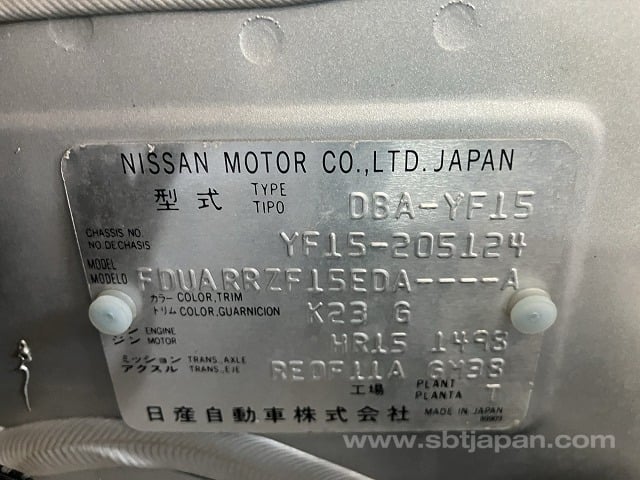 NISSAN MOTOR CO.,LTD. JAPAN
型式 TYPE TIPO DBA-YF15
CHASSIS NO. NO. DE CHASIS YF15-205124
MODEL MODELO FDUARRZF15EDA----A
カラー COLOR,TRIM
トリム COLOR,GUARNICION K23 G
ン ENGINE
ジン MOTOR HR15 1498
ミッション TRANS.,AXLE
アクスル TRANS.,EJE RE0F11A GH38
工場 PLANT PLANTA T
日産自動車株式会社 MADE IN JAPAN
www.sbtjapan.com